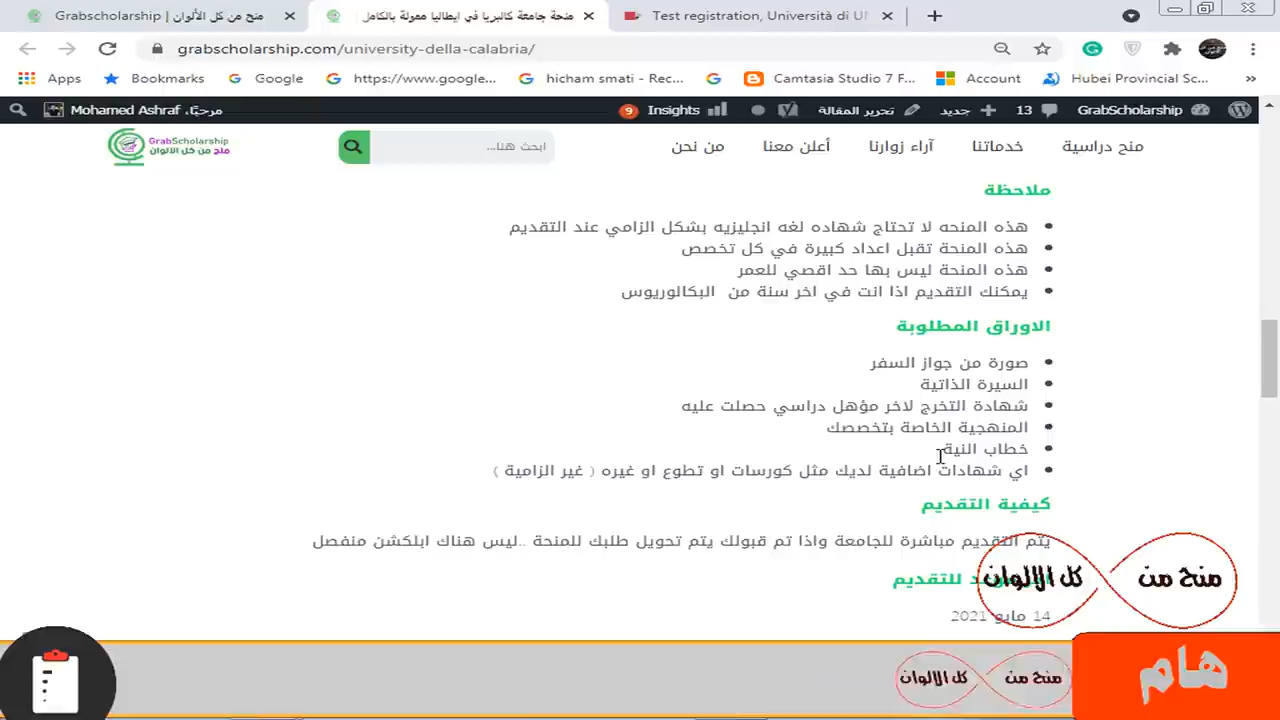 GrabScholarship | منح من كل الألوان
منحة جامعة كالبريا في ايطاليا ممولة بالكامل
Test registration, Università di UN
grabscholarship.com/university-della-calabria/
Apps
Bookmarks
Google
https://www.google...
hicham smati - Rec...
Camtasia Studio 7 F...
Account
Hubei Provincial Sc...
»
مرحبًا، Mohamed Ashraf
9 Insights
تحرير المقالة
جديد
13
GrabScholarship
GrabScholarship
منح من كل الألوان
ابحث هنا...
منح دراسية
خدماتنا
آراء زوارنا
أعلن معنا
من نحن
ملاحظة
هذه المنحه لا تحتاج شهاده لغه انجليزيه بشكل الزامي عند التقديم
هذه المنحة تقبل اعداد كبيرة في كل تخصص
هذه المنحة ليس بها حد اقصي للعمر
يمكنك التقديم اذا انت في اخر سنة من البكالوريوس
الاوراق المطلوبة
صورة من جواز السفر
السيرة الذاتية
شهادة التخرج لاخر مؤهل دراسي حصلت عليه
المنهجية الخاصة بتخصصك
خطاب النية
اي شهادات اضافية لديك مثل كورسات او تطوع او غيره ( غير الزامية )
كيفية التقديم
يتم التقديم مباشرة للجامعة واذا تم قبولك يتم تحويل طلبك للمنحة ..ليس هناك ابلكشن منفصل
للتقديم
منح من كل الالوان
14 مايو 2021
منح من كل الالوان
هام